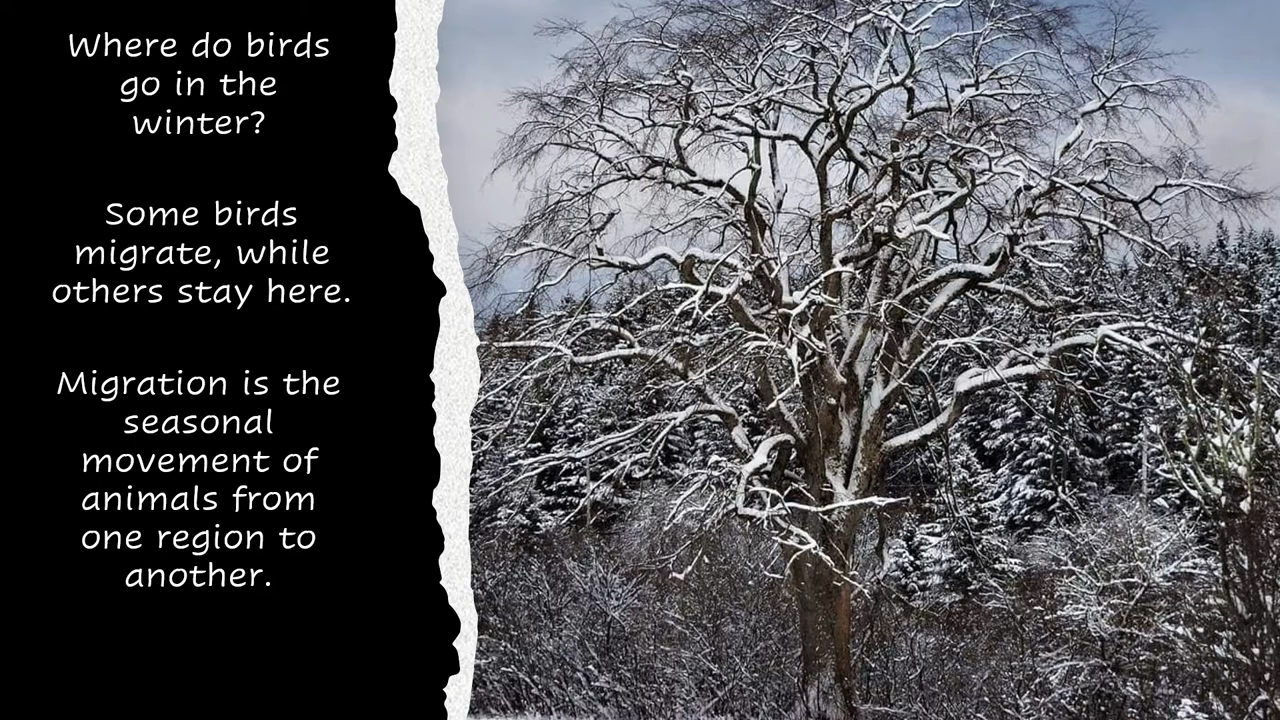 Where do birds
go in the
winter?
Some birds
migrate, while
others stay here.
Migration is the
seasonal
movement of
animals from
one region to
another.